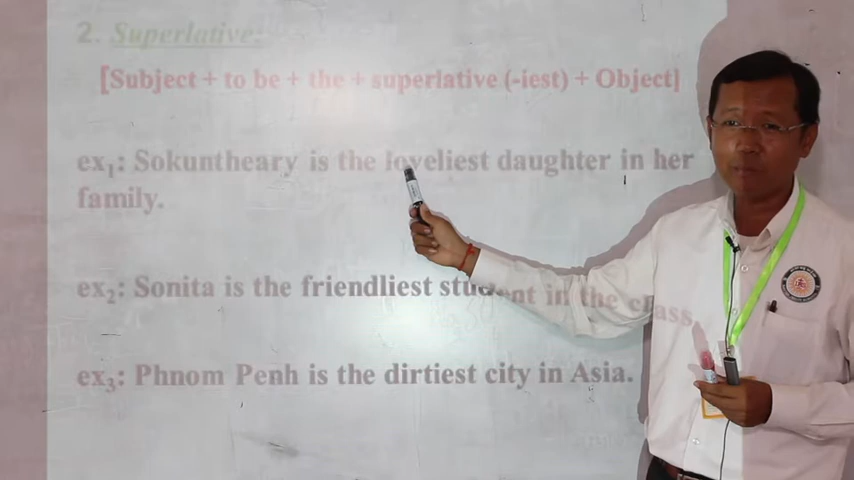 2. Superlative:
[Subject + to be + the + superlative (-iest) + Object]
ex1: Sokuntheary is the loveliest daughter in her
family.
ex2: Sonita is the friendliest student in the class
ex3: Phnom Penh is the dirtiest city in Asia.